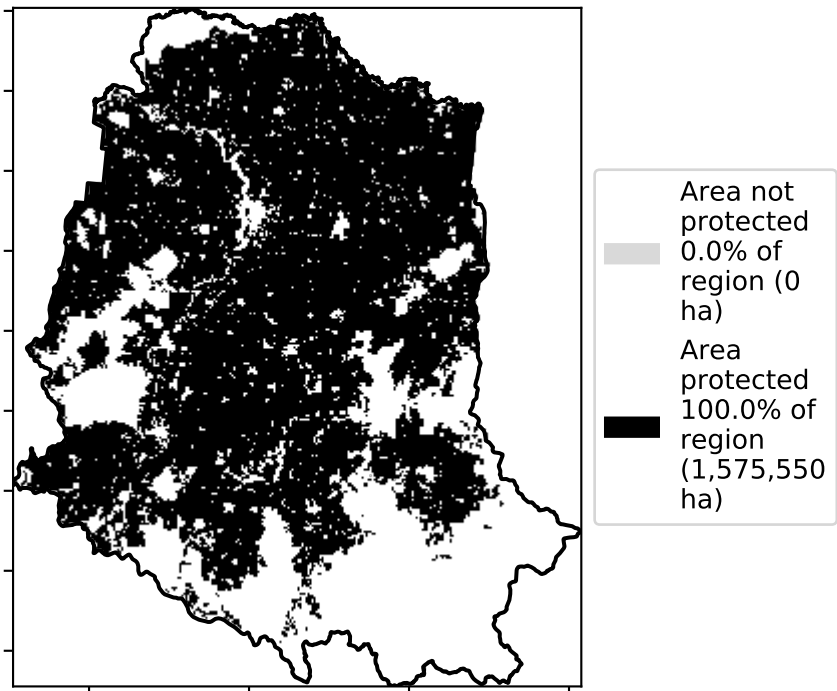 Area not
protected
0.0% of
region (0
ha)
Area
protected
100.0% of
region
(1,575,550
ha)